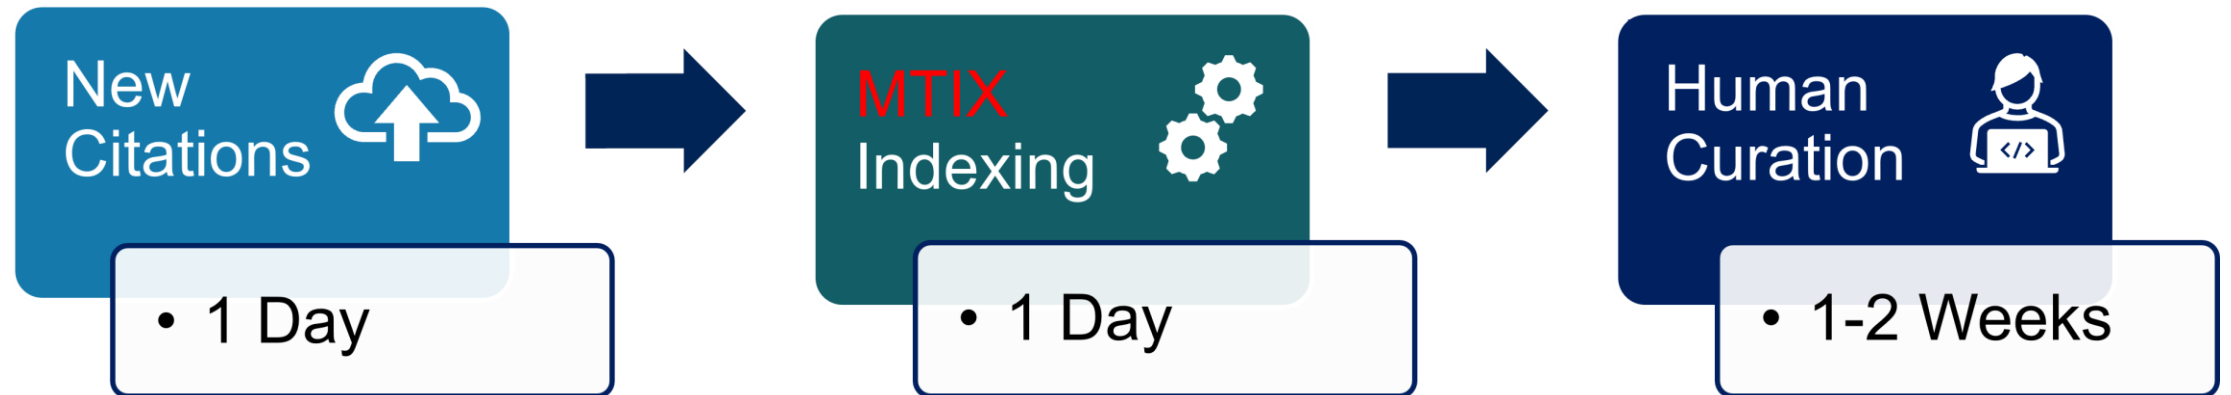 New
Citations
• 1 Day
MTIX
Indexing
• 1 Day
Human
Curation
</>
• 1-2 Weeks